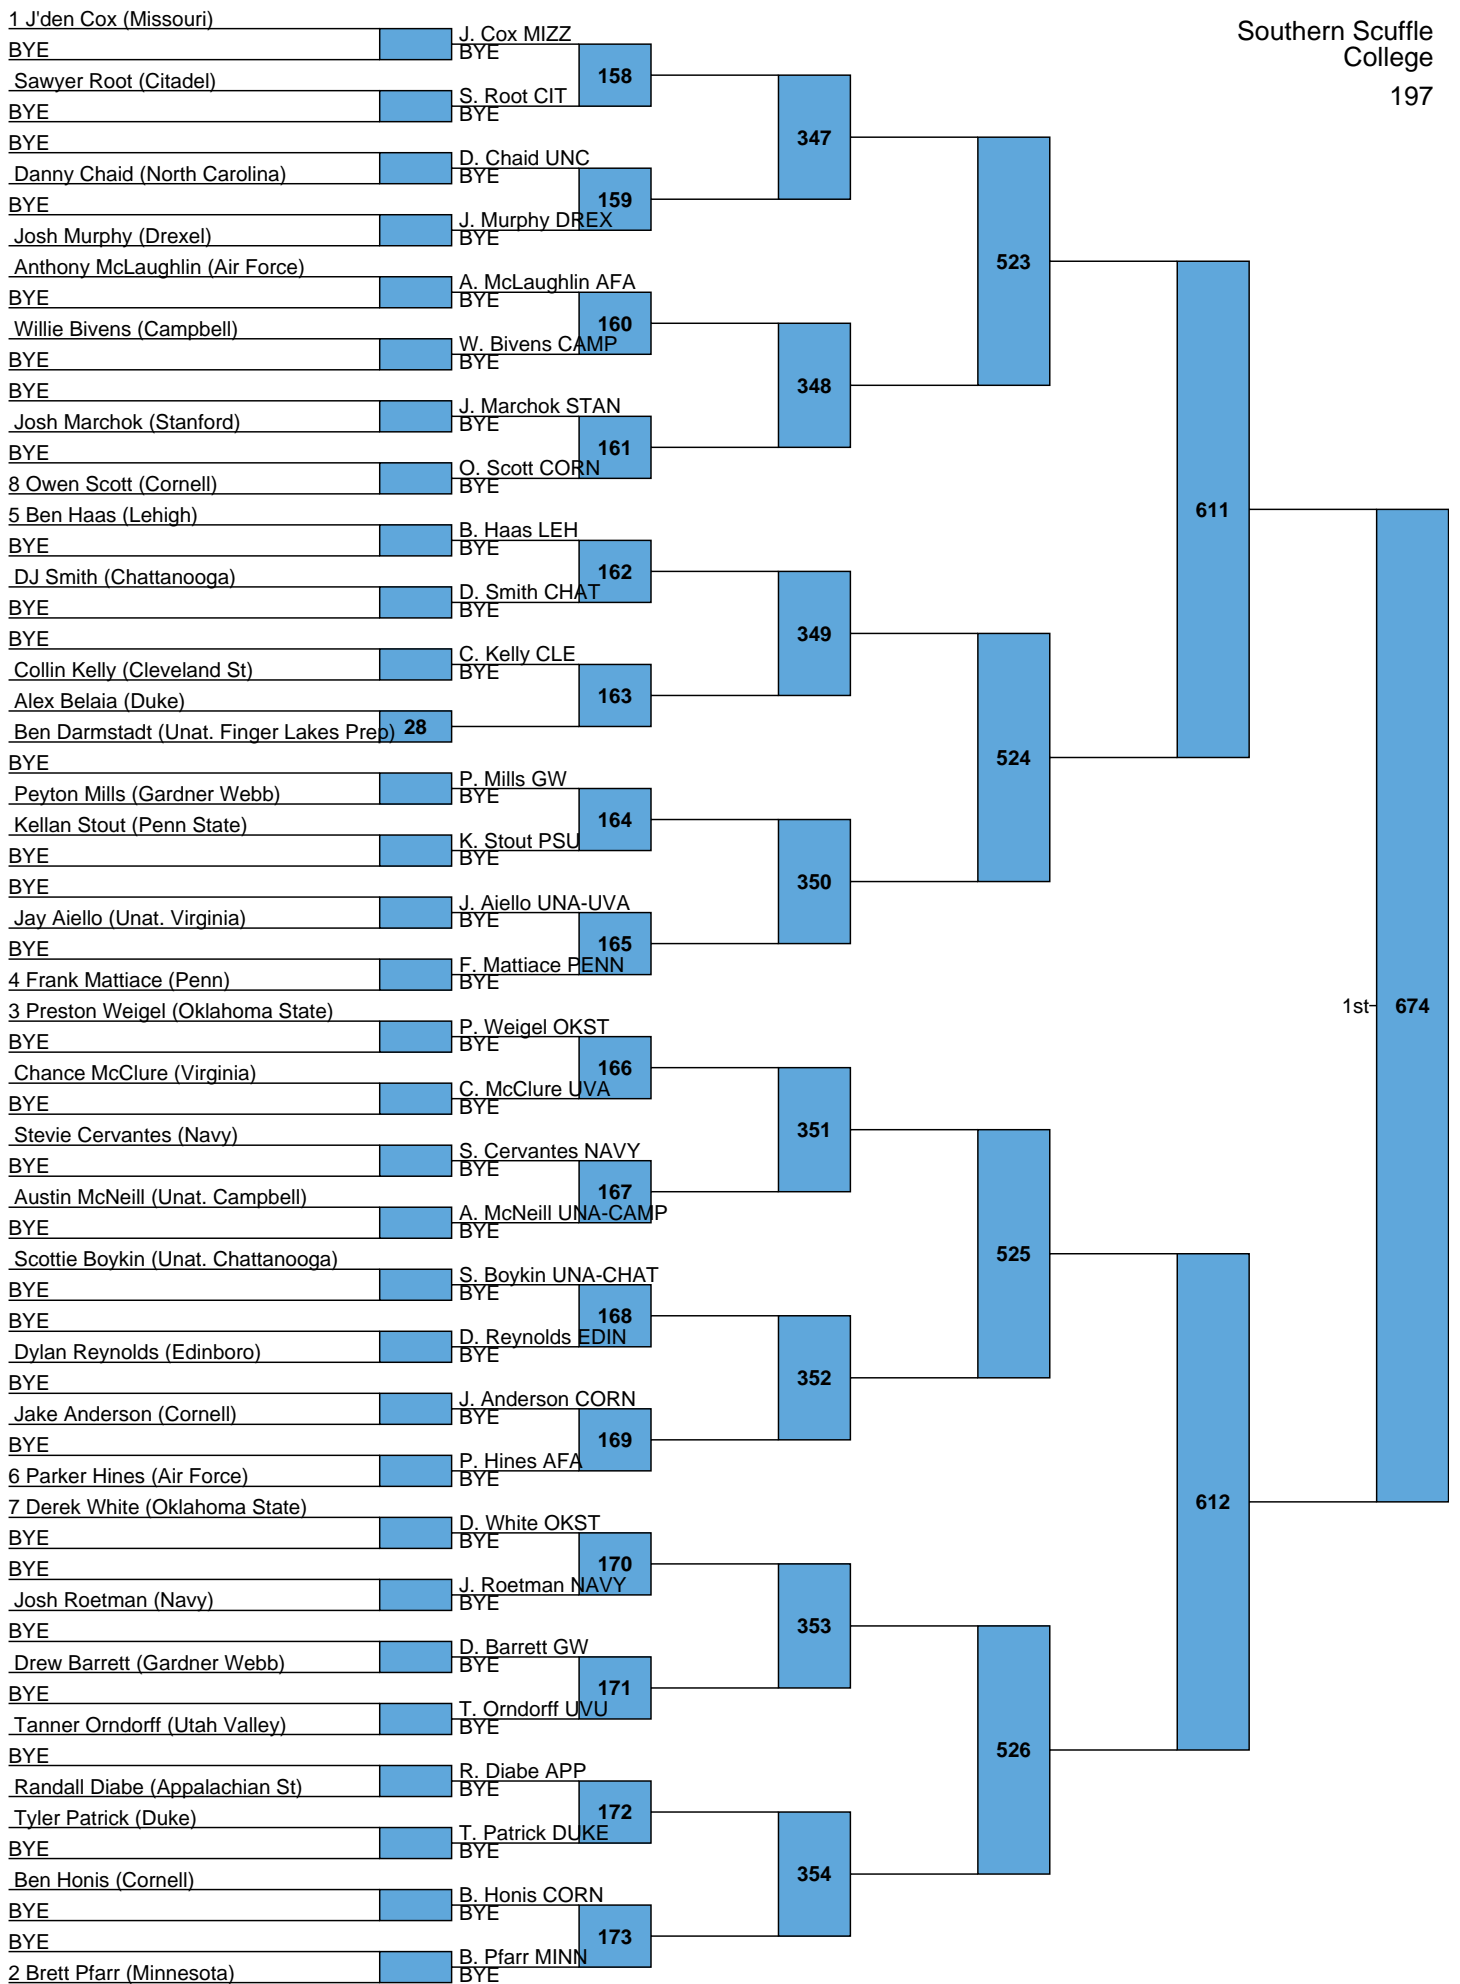 Southern Scuffle
College
197
1 J'den Cox (Missouri)
BYE
Sawyer Root (Citadel)
BYE
BYE
Danny Chaid (North Carolina)
BYE
Josh Murphy (Drexel)
Anthony McLaughlin (Air Force)
BYE
Willie Bivens (Campbell)
BYE
BYE
Josh Marchok (Stanford)
BYE
8 Owen Scott (Cornell)
5 Ben Haas (Lehigh)
BYE
DJ Smith (Chattanooga)
BYE
BYE
Collin Kelly (Cleveland St)
Alex Belaia (Duke)
Ben Darmstadt (Unat. Finger Lakes Prep)
BYE
Peyton Mills (Gardner Webb)
Kellan Stout (Penn State)
BYE
BYE
Jay Aiello (Unat. Virginia)
BYE
4 Frank Mattiace (Penn)
3 Preston Weigel (Oklahoma State)
BYE
Chance McClure (Virginia)
BYE
Stevie Cervantes (Navy)
BYE
Austin McNeill (Unat. Campbell)
BYE
Scottie Boykin (Unat. Chattanooga)
BYE
BYE
Dylan Reynolds (Edinboro)
BYE
Jake Anderson (Cornell)
BYE
6 Parker Hines (Air Force)
7 Derek White (Oklahoma State)
BYE
BYE
Josh Roetman (Navy)
BYE
Drew Barrett (Gardner Webb)
BYE
Tanner Orndorff (Utah Valley)
BYE
Randall Diabe (Appalachian St)
Tyler Patrick (Duke)
BYE
Ben Honis (Cornell)
BYE
BYE
2 Brett Pfarr (Minnesota)
28
J. Cox MIZZ
BYE
S. Root CIT
BYE
D. Chaid UNC
BYE
J. Murphy DREX
BYE
A. McLaughlin AFA
BYE
W. Bivens CAMP
BYE
J. Marchok STAN
BYE
O. Scott CORN
BYE
B. Haas LEH
BYE
D. Smith CHAT
BYE
C. Kelly CLE
BYE
P. Mills GW
BYE
K. Stout PSU
BYE
J. Aiello UNA-UVA
BYE
F. Mattiace PENN
BYE
P. Weigel OKST
BYE
C. McClure UVA
BYE
S. Cervantes NAVY
BYE
A. McNeill UNA-CAMP
BYE
S. Boykin UNA-CHAT
BYE
D. Reynolds EDIN
BYE
J. Anderson CORN
BYE
P. Hines AFA
BYE
D. White OKST
BYE
J. Roetman NAVY
BYE
D. Barrett GW
BYE
T. Orndorff UVU
BYE
R. Diabe APP
BYE
T. Patrick DUKE
BYE
B. Honis CORN
BYE
B. Pfarr MINN
BYE
158
159
160
161
162
163
164
165
166
167
168
169
170
171
172
173
347
348
349
350
351
352
353
354
523
524
525
526
611
612
1st
674